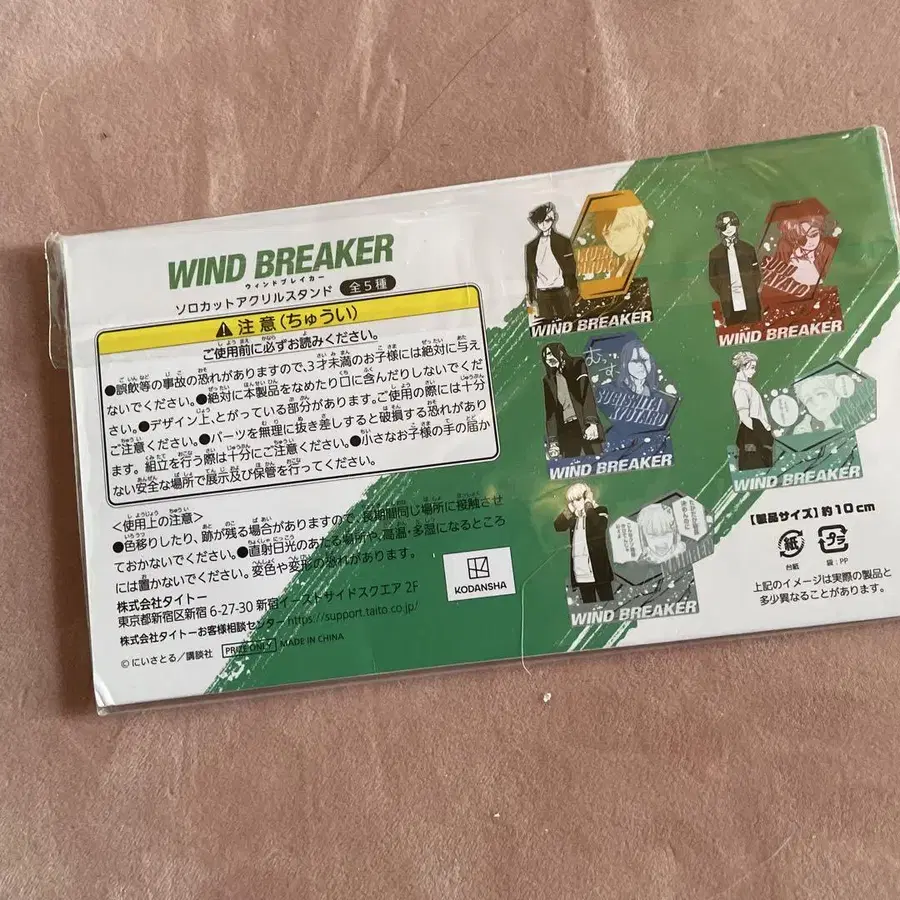 WIND BREAKER
ウィンドブレイカー
ソロカットアクリルスタンド 全5種
注意(ちゅうい)
ご使用前に必ずお読みください。
●誤飲等の事故の恐れがありますので、3才未満のお子様には絶対に与え
ないでください。●絶対に本製品をなめたり口に含んだりしないでくだ
さい。●デザイン上、とがっている部分があります。ご使用の際には十分
ご注意ください。●パーツを無理に抜き差しすると破損する恐れがあり
ます。組立を行う際は十分にご注意ください。●小さなお子様の手の届か
ない安全な場所で展示及び保管を行ってください。
<使用上の注意>
●色移りしたり、跡が残る場合がありますので、長期間同じ場所に接触させ
ておかないでください。●直射日光のあたる場所や、高温・多湿になるところ
には置かないでください。変色や変形の恐れがあります。
株式会社タイトー
東京都新宿区新宿 6-27-30 新宿イーストサイドスクエア 2F
株式会社タイトーお客様相談センター https://support.taito.co.jp/
©にいさとる/講談社 PRIZE ONLY MADE IN CHINA
KODANSHA
WIND BREAKER
WIND BREAKER
むす
WIND BREAKER
WIND BREAKER
WIND BREAKER
【製品サイズ】約10cm
紙 プラ
台紙 袋:PP
上記のイメージは実際の製品と
多少異なることがあります。